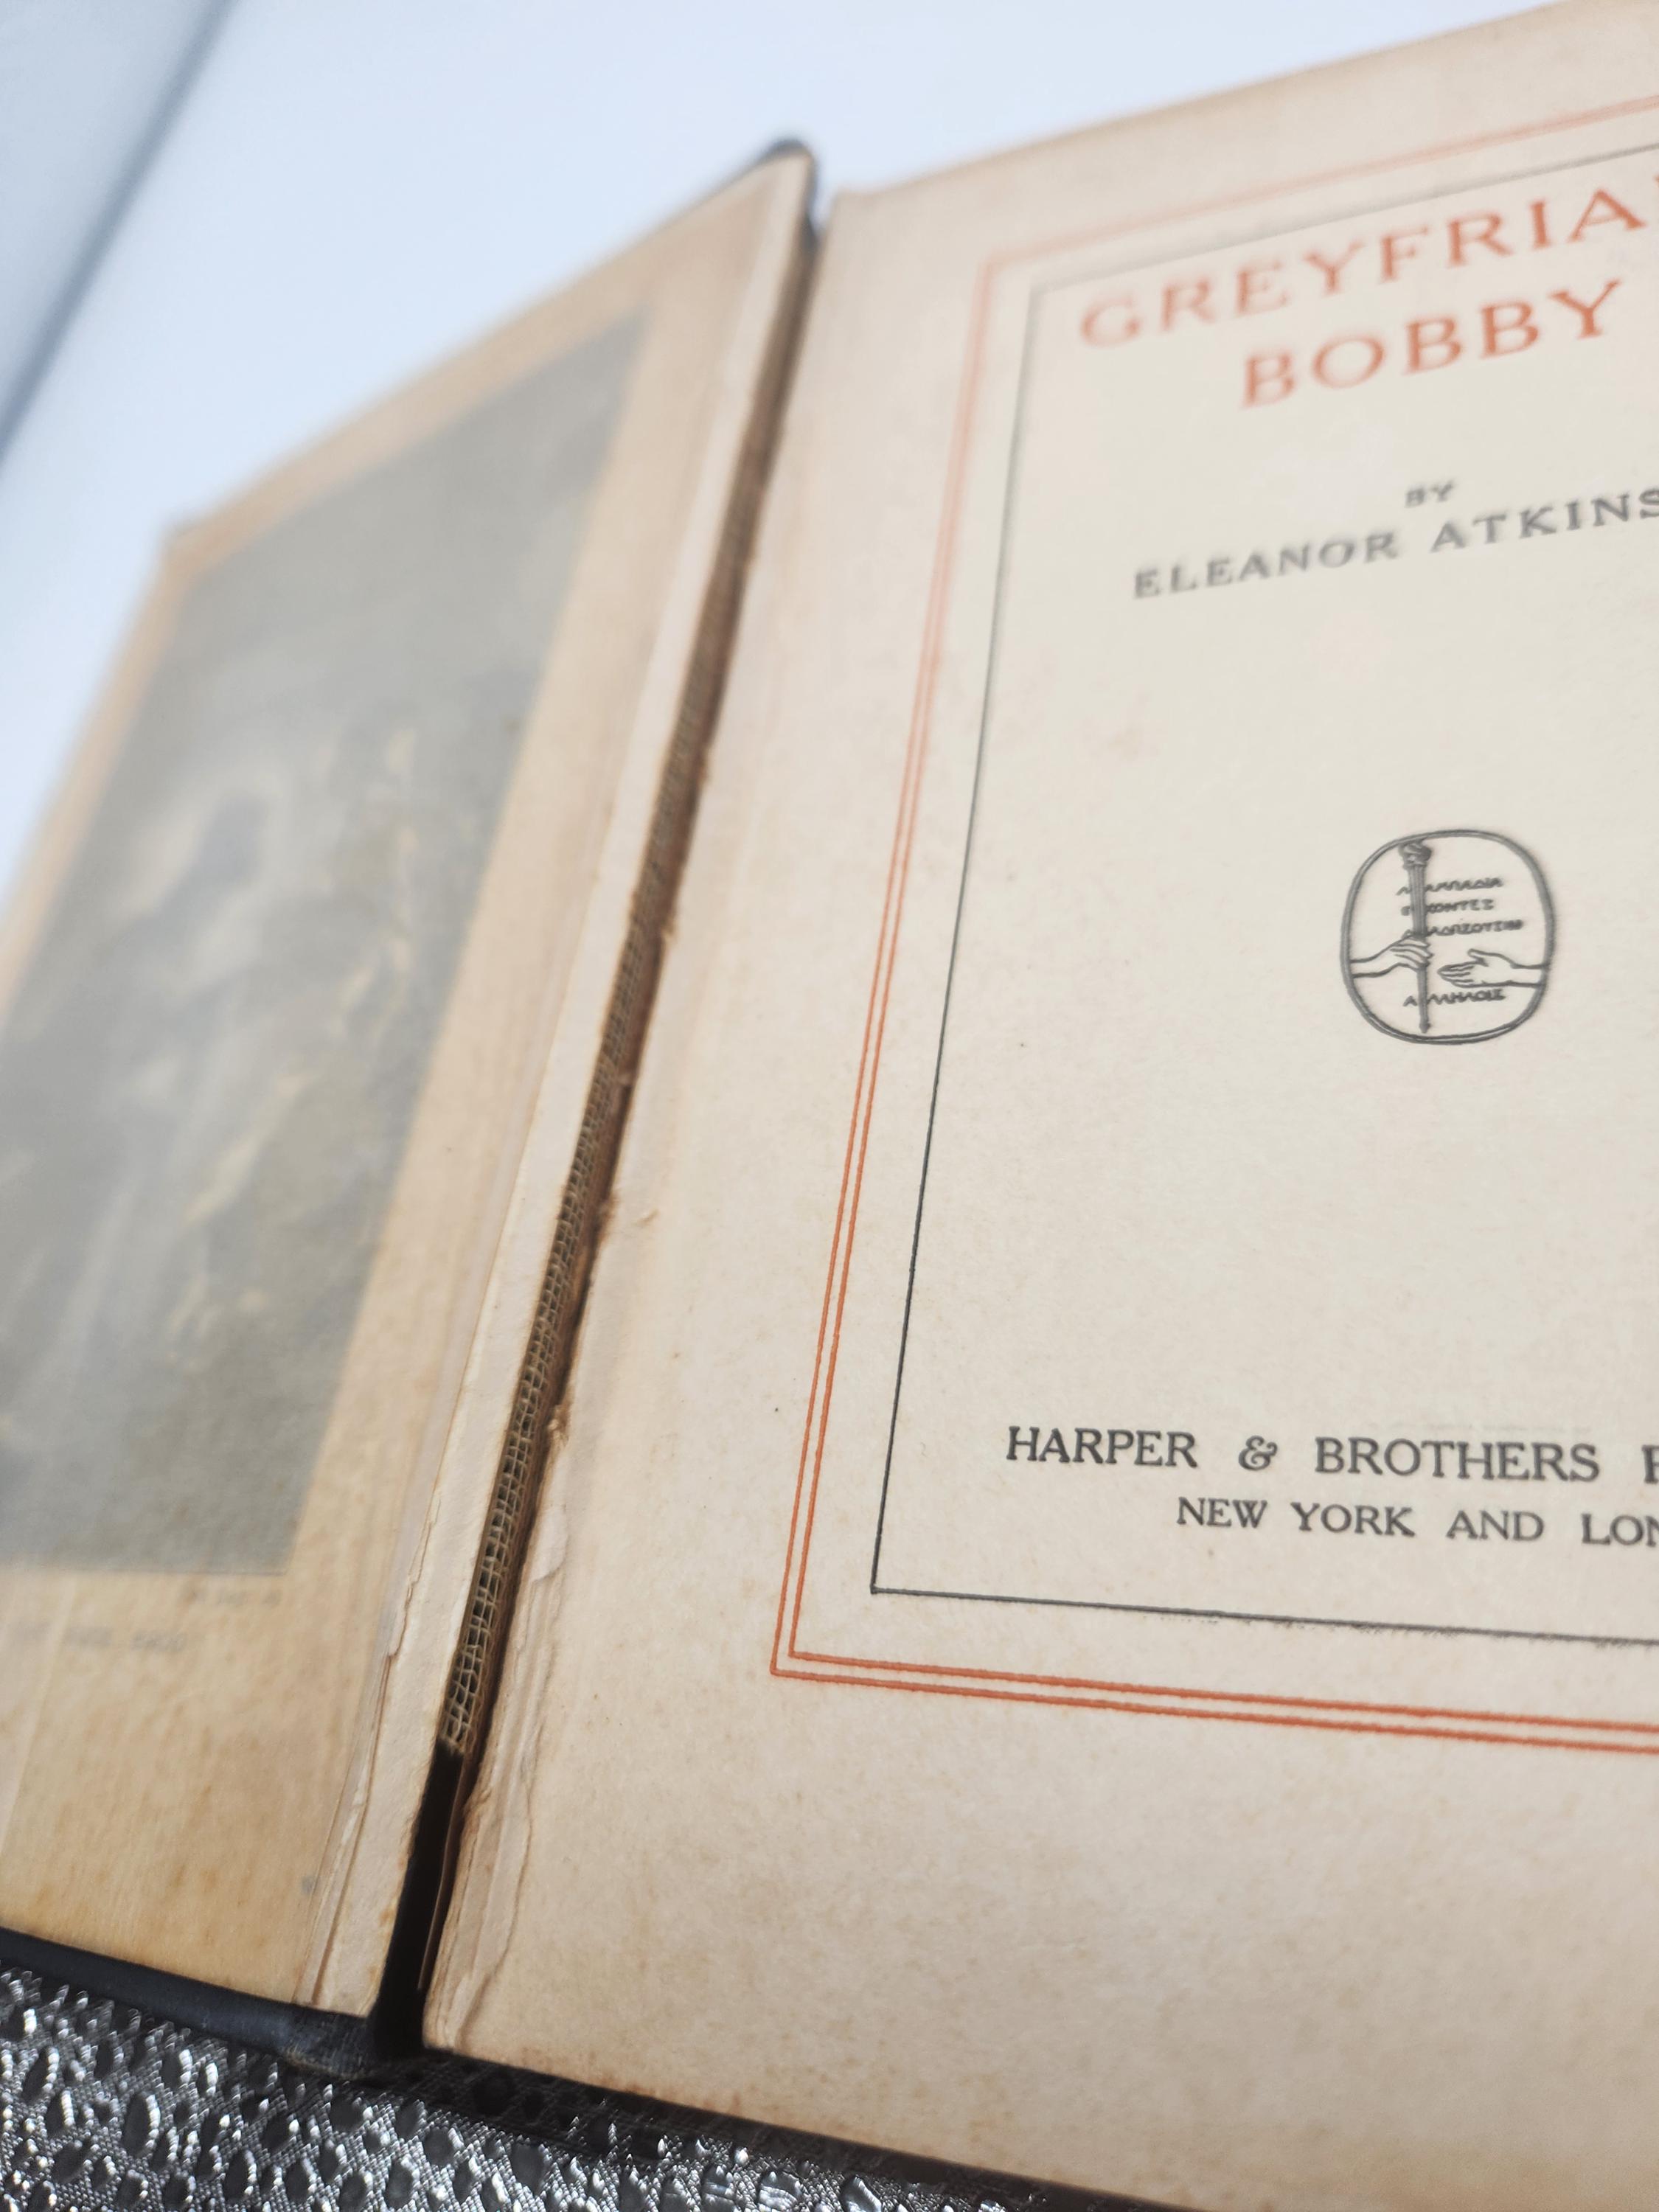 GREYFRIA
BOBBY
BY
ELEANOR ATKINS
HARPER & BROTHERS
NEW YORK AND LON